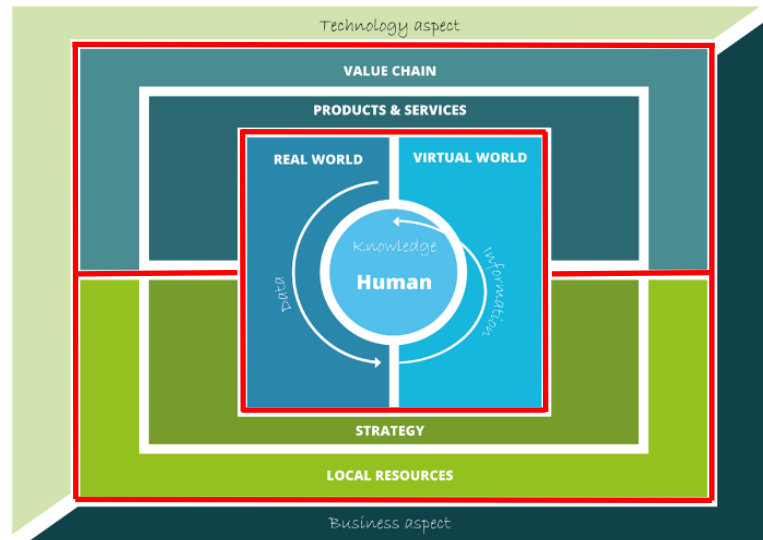 Technology aspect
VALUE CHAIN
PRODUCTS & SERVICES
REAL WORLD
VIRTUAL WORLD
Knowledge
Human
Data
Information
STRATEGY
LOCAL RESOURCES
Business aspect